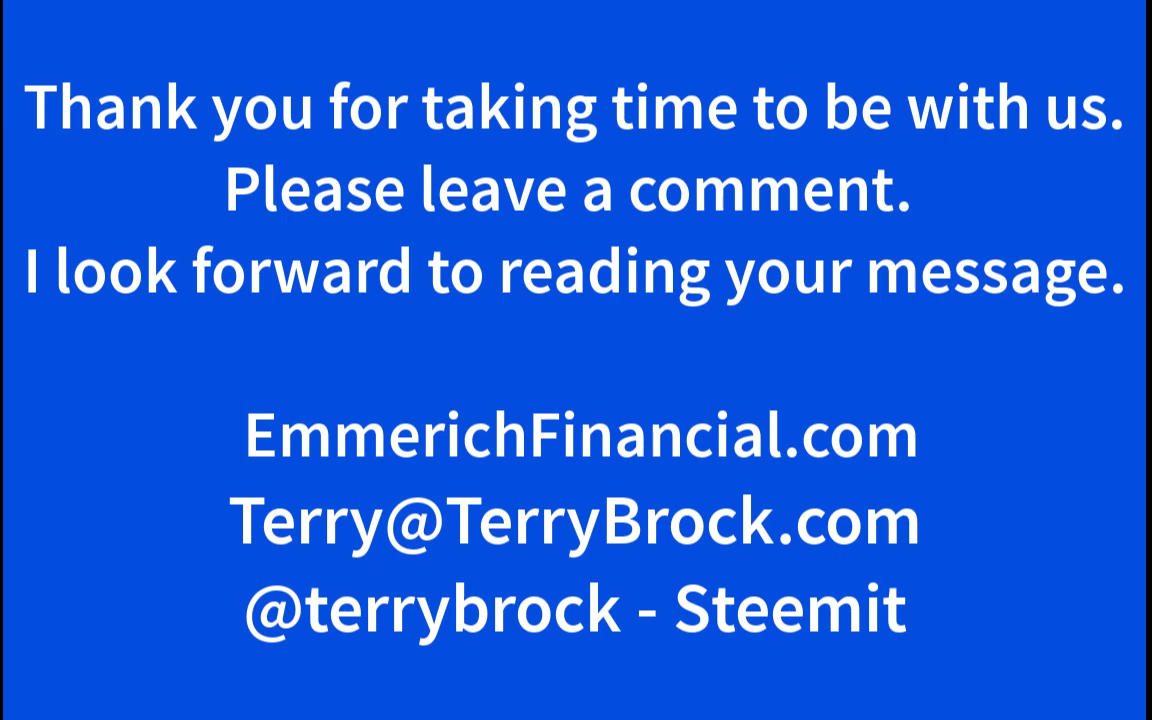 Thank you for taking time to be with us.
Please leave a comment.
I look forward to reading your message.
EmmerichFinancial.com
Terry@TerryBrock.com
@terrybrock - Steemit